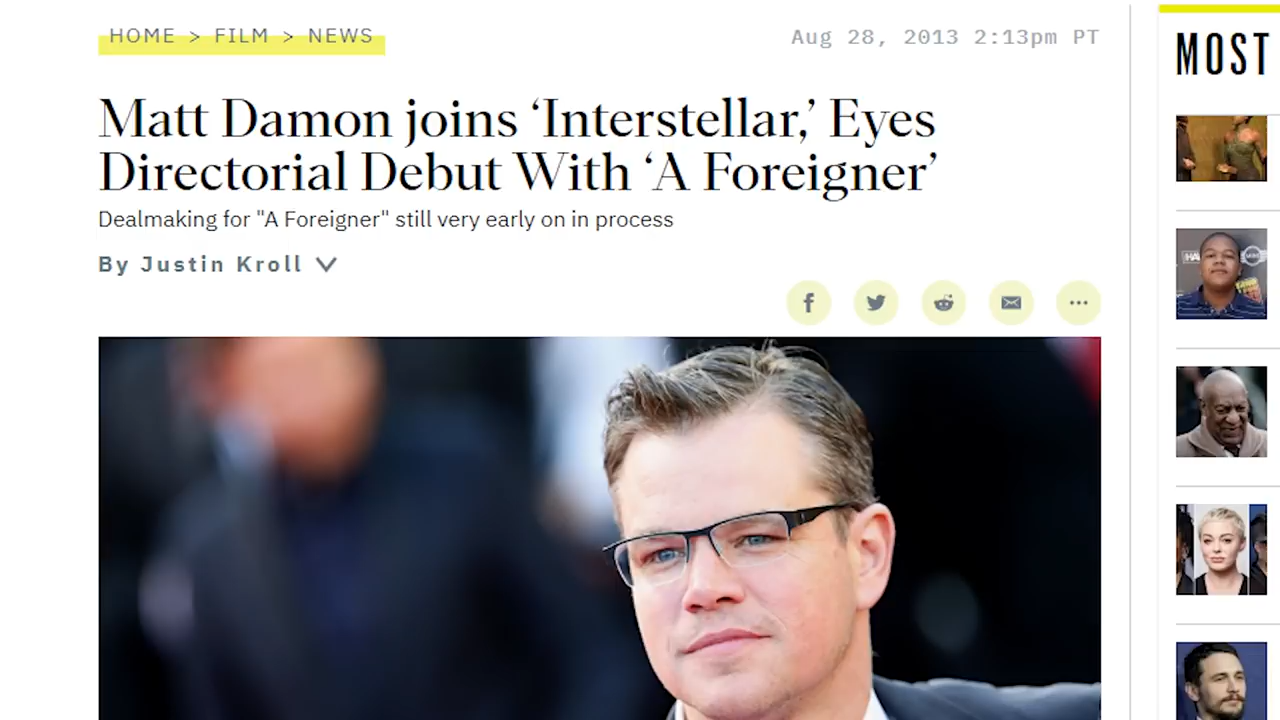 HOME > FILM > NEWS
Aug 28, 2013 2:13pm PT
MOST
Matt Damon joins ‘Interstellar,’ Eyes
Directorial Debut With ‘A Foreigner’
Dealmaking for "A Foreigner" still very early on in process
By Justin Kroll